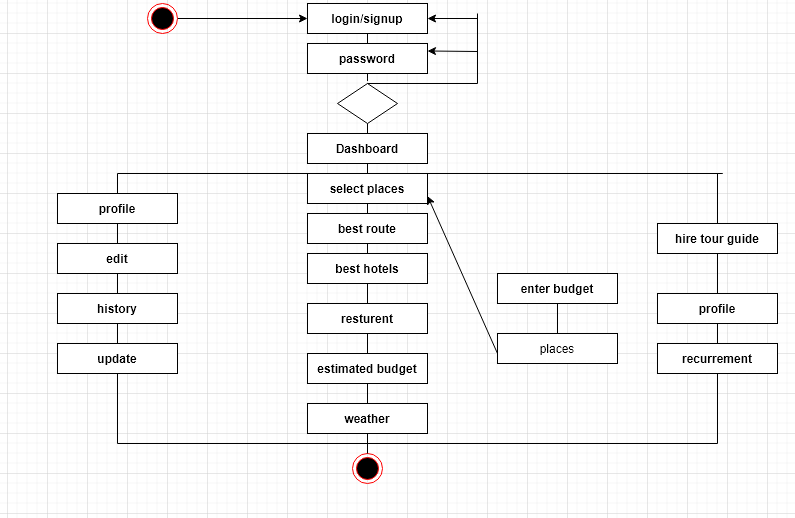 login/signup
password
Dashboard
select places
profile
best route
hire tour guide
edit
best hotels
enter budget
history
resturent
profile
places
update
estimated budget
recurrement
weather